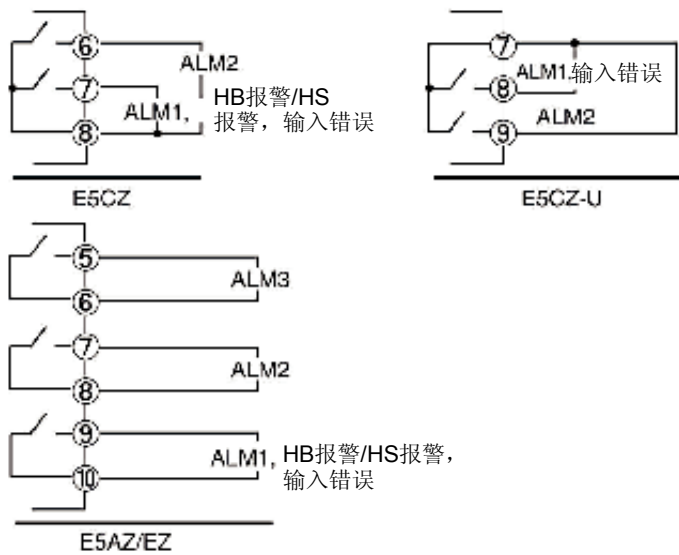 ⑥
ALM2
⑦
HB报警/HS
ALM1,
报警，输入错误
⑧
E5CZ
⑦
ALM1, 输入错误
⑧
ALM2
⑨
E5CZ-U
⑤
ALM3
⑥
⑦
ALM2
⑧
⑨
ALM1, HB报警/HS报警，
输入错误
⑩
E5AZ/EZ